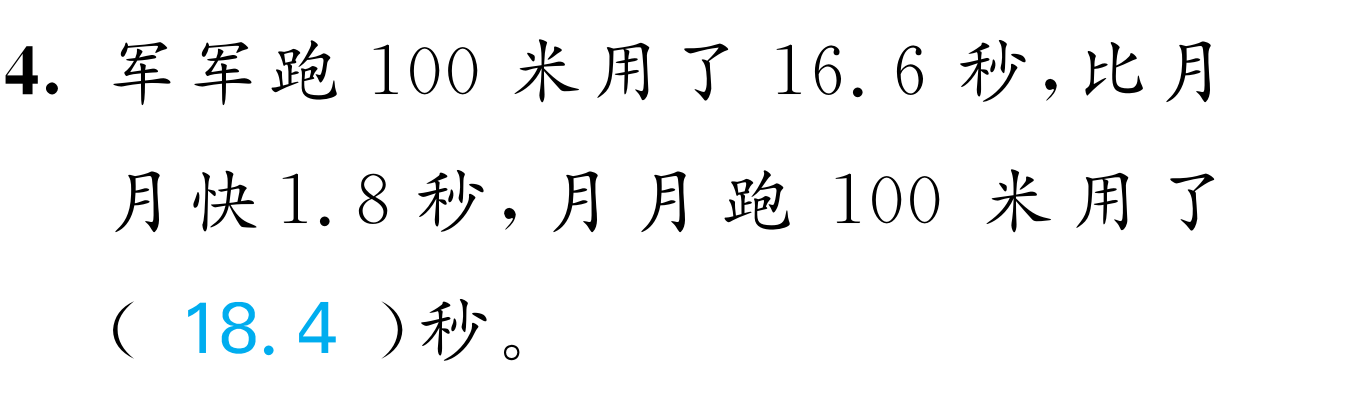 4. 军军跑 100 米用了 16. 6 秒,比月
月快1. 8 秒,月月跑 100 米用了
( 18. 4 )秒。